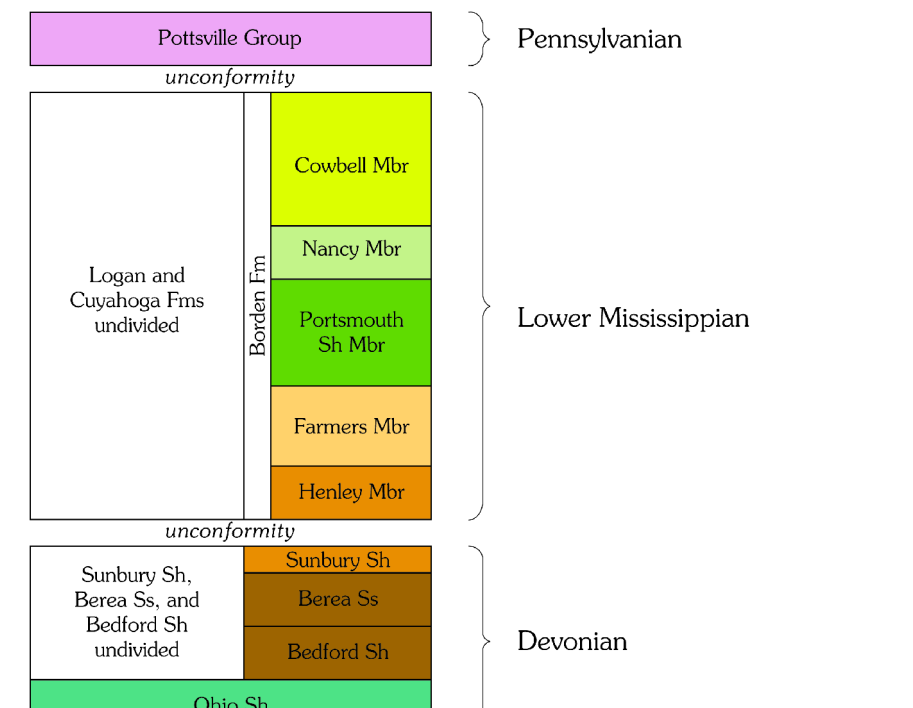 Pottsville Group
Pennsylvanian
unconformity
Logan and
Cuyahoga Fms
undivided
Borden Fm
Cowbell Mbr
Nancy Mbr
Portsmouth
Sh Mbr
Farmers Mbr
Henley Mbr
Lower Mississippian
unconformity
Sunbury Sh,
Berea Ss, and
Bedford Sh
undivided
Sunbury Sh
Berea Ss
Bedford Sh
Devonian
Ohio Sh